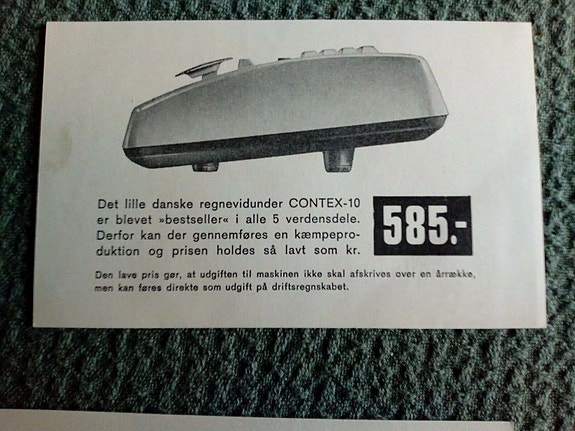 Det lille danske regnevidunder CONTEX-10
er blevet »bestseller« i alle 5 verdensdele.
Derfor kan der gennemføres en kæmpepro-
duktion og prisen holdes så lavt som kr.
585.-
Den lave pris gør, at udgiften til maskinen ikke skal afskrives over en årrække,
men kan føres direkte som udgift på driftsregnskabet.